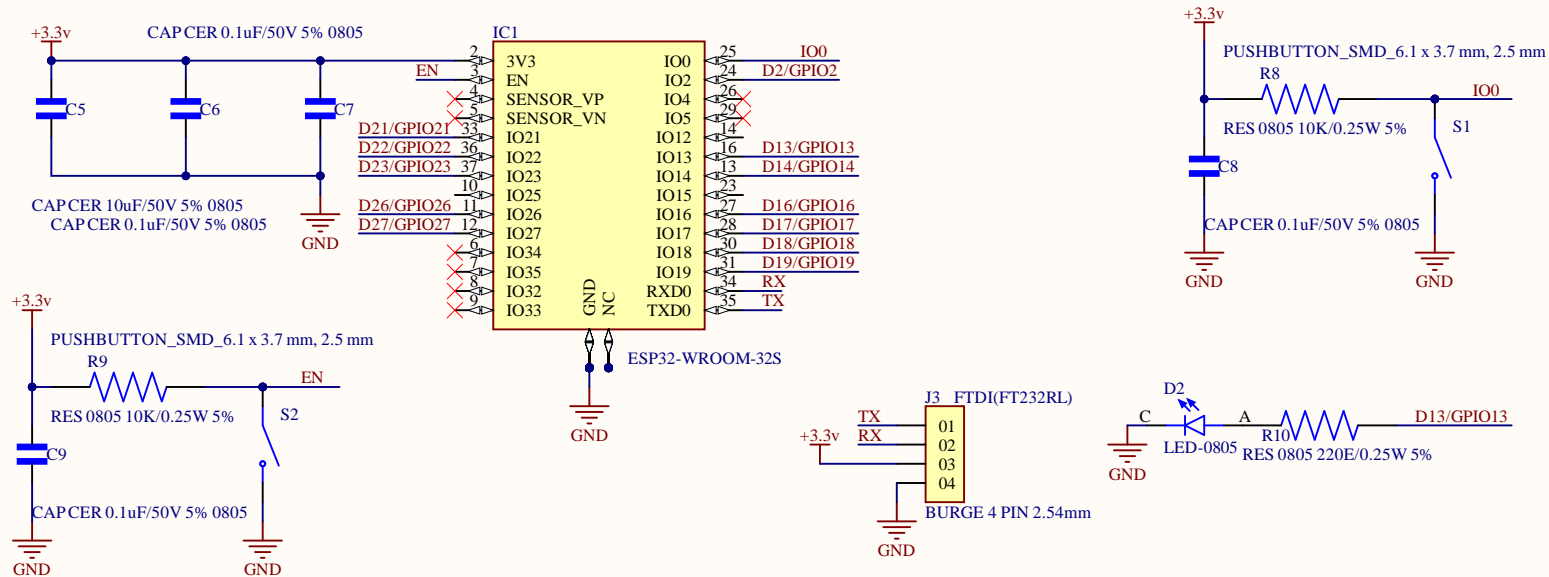 +3.3v
CAP CER 0.1uF/50V 5% 0805
C5
C6
C7
CAP CER 10uF/50V 5% 0805
CAP CER 0.1uF/50V 5% 0805
GND
IC1
EN
D21/GPIO21
D22/GPIO22
D23/GPIO23
D26/GPIO26
D27/GPIO27
2 3V3
3 EN
4 SENSOR_VP
5 SENSOR_VN
33 IO21
36 IO22
37 IO23
10 IO25
11 IO26
12 IO27
6 IO34
7 IO35
8 IO32
9 IO33
GND
NC
IO0 25 IO0
IO2 24 D2/GPIO2
IO4 26
IO5 29
IO12 14
IO13 16 D13/GPIO13
IO14 13 D14/GPIO14
IO15 23
IO16 27 D16/GPIO16
IO17 28 D17/GPIO17
IO18 30 D18/GPIO18
IO19 31 D19/GPIO19
RXD0 34 RX
TXD0 35 TX
ESP32-WROOM-32S
GND
+3.3v
PUSHBUTTON_SMD_6.1 x 3.7 mm, 2.5 mm
R8
IO0
RES 0805 10K/0.25W 5%
S1
C8
CAP CER 0.1uF/50V 5% 0805
GND
GND
+3.3v
PUSHBUTTON_SMD_6.1 x 3.7 mm, 2.5 mm
R9
EN
RES 0805 10K/0.25W 5%
S2
C9
CAP CER 0.1uF/50V 5% 0805
GND
GND
J3 FTDI(FT232RL)
TX 01
RX 02
+3.3v 03
04
BURGE 4 PIN 2.54mm
GND
D2
C
A
D13/GPIO13
R10
LED-0805
RES 0805 220E/0.25W 5%
GND